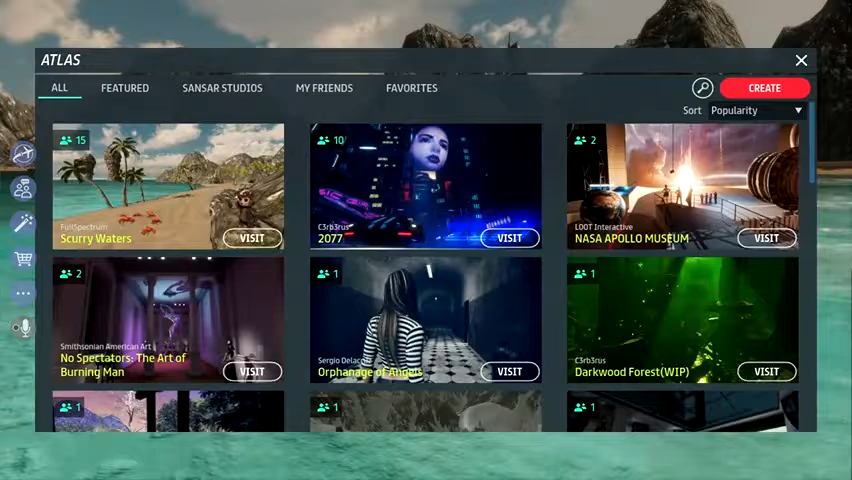 ATLAS
ALL
FEATURED
SANSAR STUDIOS
MY FRIENDS
FAVORITES
CREATE
Sort
Popularity
15
FullSpectrum
Scurry Waters
VISIT
10
C3rb3rus
2077
VISIT
2
LOOT Interactive
NASA APOLLO MUSEUM
VISIT
2
Smithsonian American Art
No Spectators: The Art of
Burning Man
VISIT
1
Sergio Delacruz
Orphanage of Angels
VISIT
1
C3rb3rus
Darkwood Forest(WIP)
VISIT
1
1
1